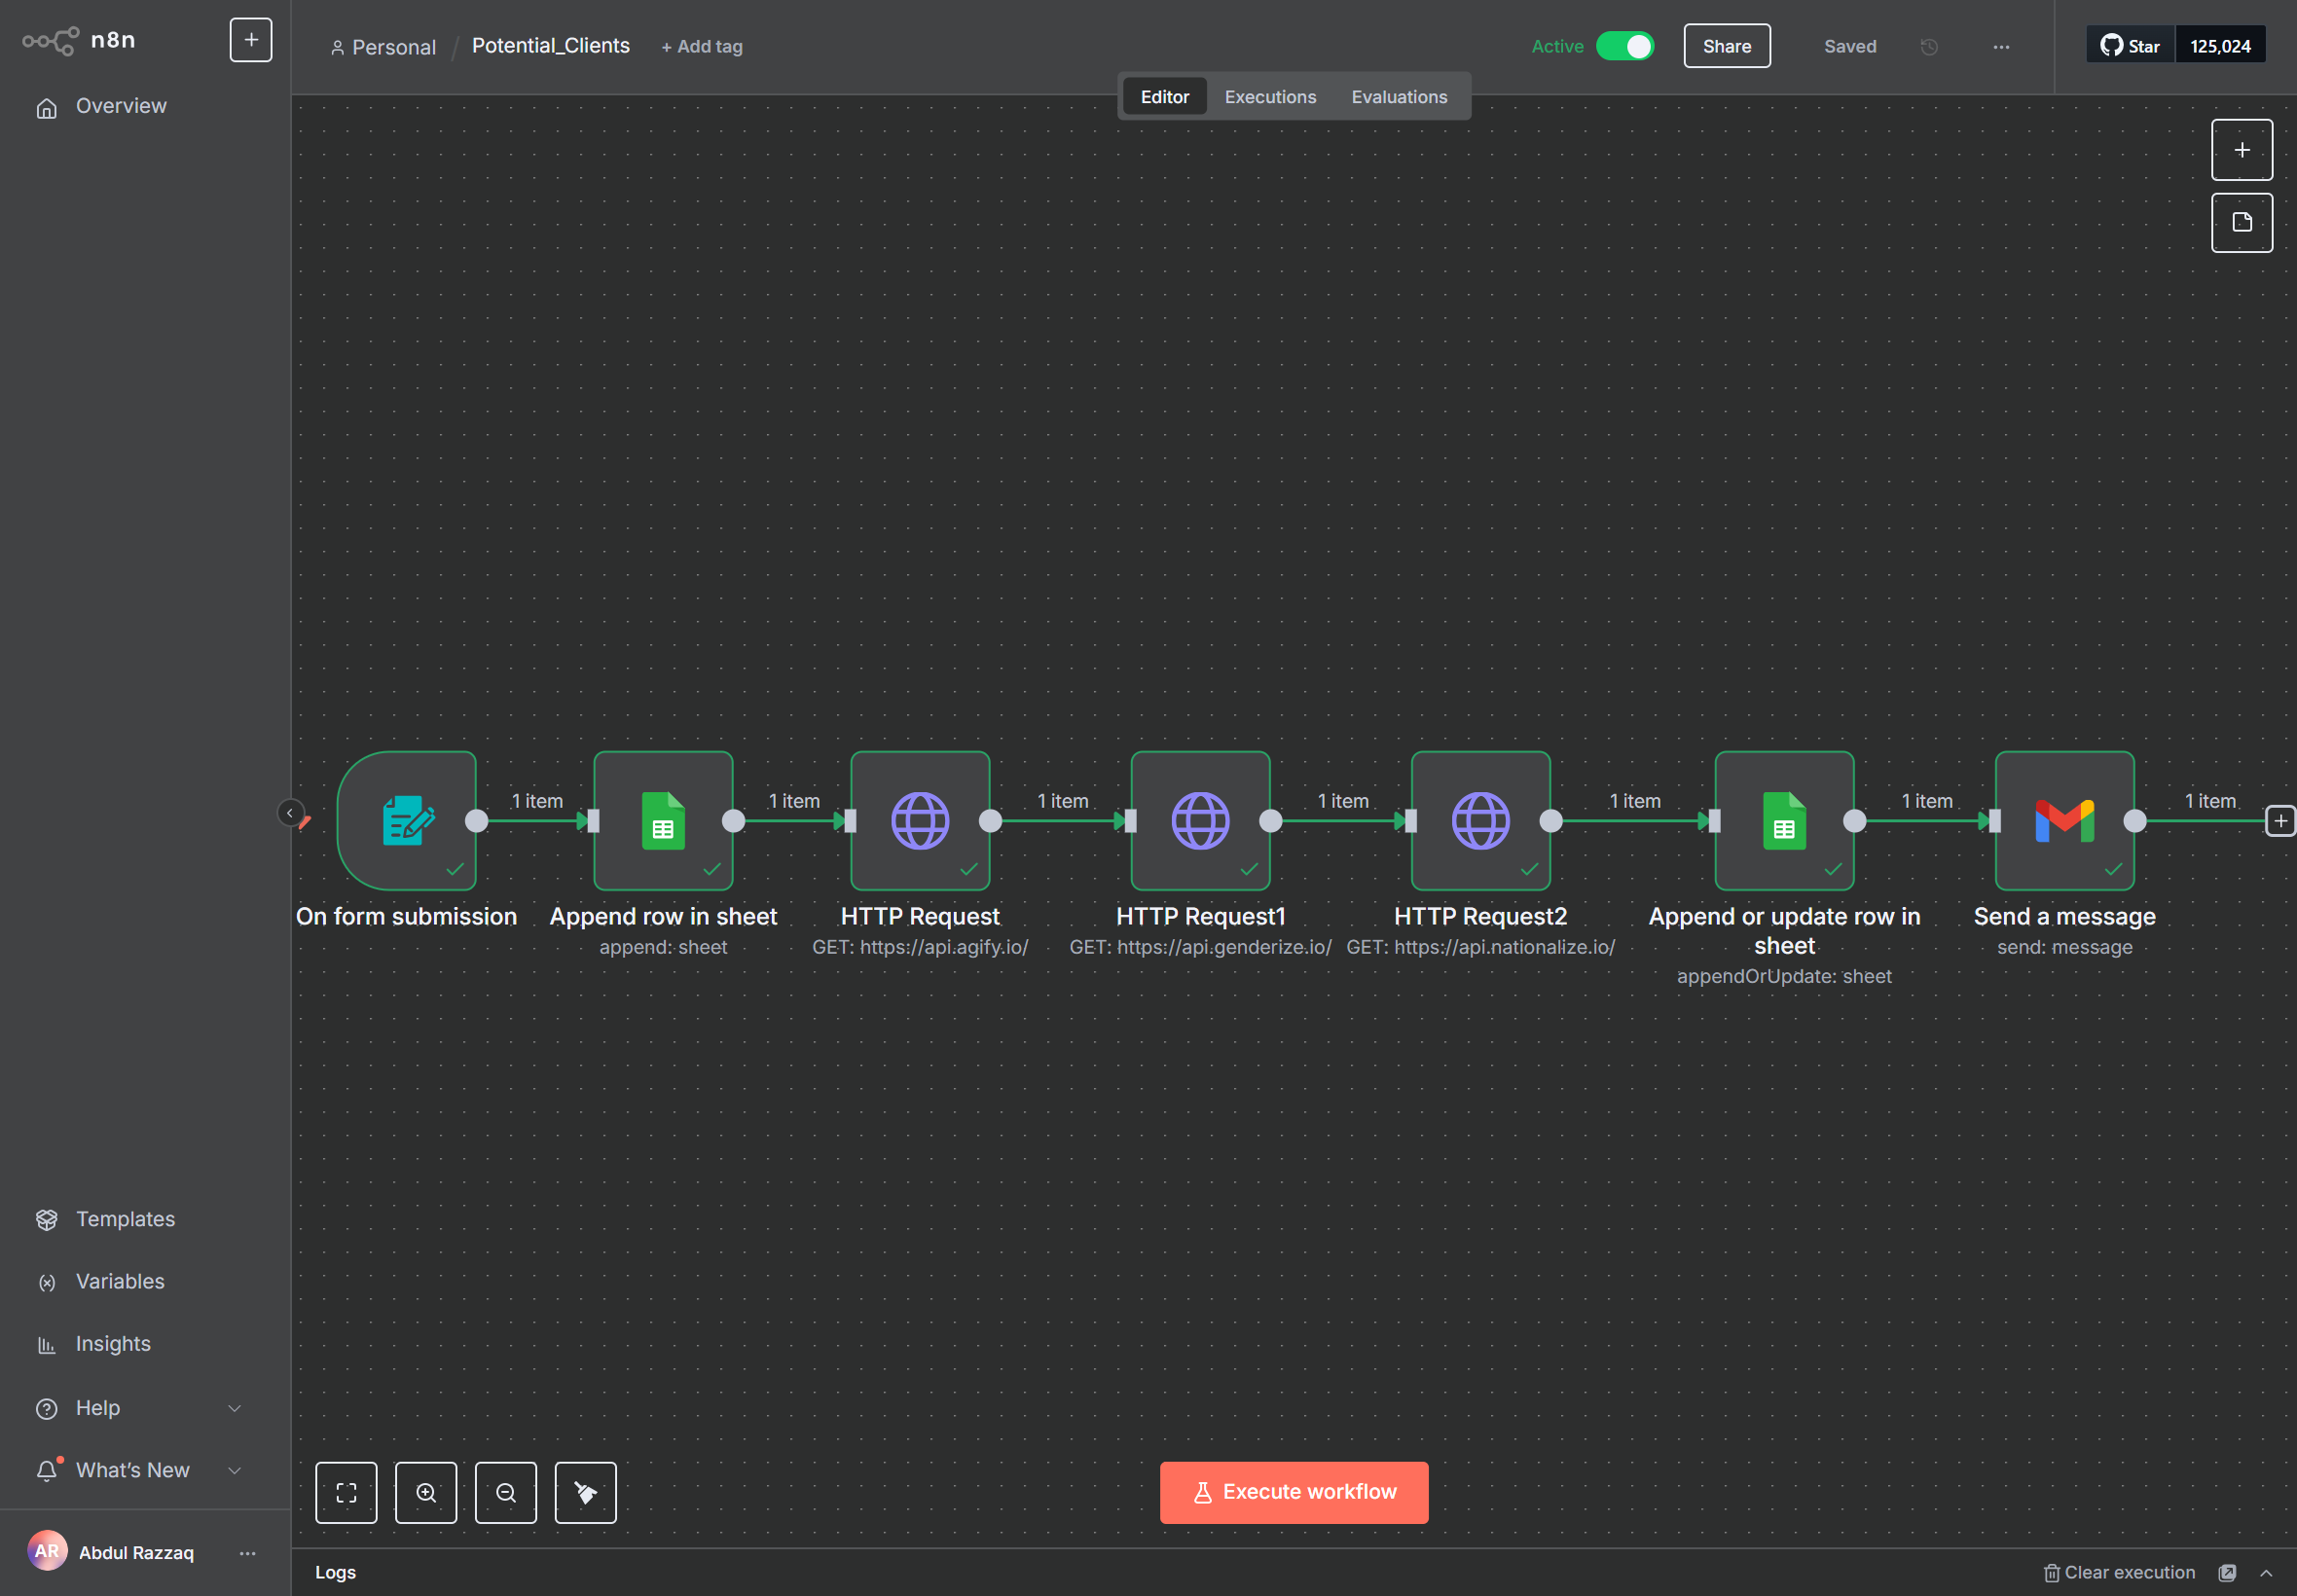 n8n
Personal / Potential_Clients + Add tag
Active
Share
Saved
Star 125,024
Editor Executions Evaluations
Overview
1 item 1 item 1 item 1 item 1 item 1 item 1 item
On form submission
Append row in sheet
append: sheet
HTTP Request
GET: https://api.agify.io/
HTTP Request1
GET: https://api.genderize.io/
HTTP Request2
GET: https://api.nationalize.io/
Append or update row in
sheet
appendOrUpdate: sheet
Send a message
send: message
Templates
Variables
Insights
Help
What's New
AR Abdul Razzaq
Execute workflow
Logs
Clear execution